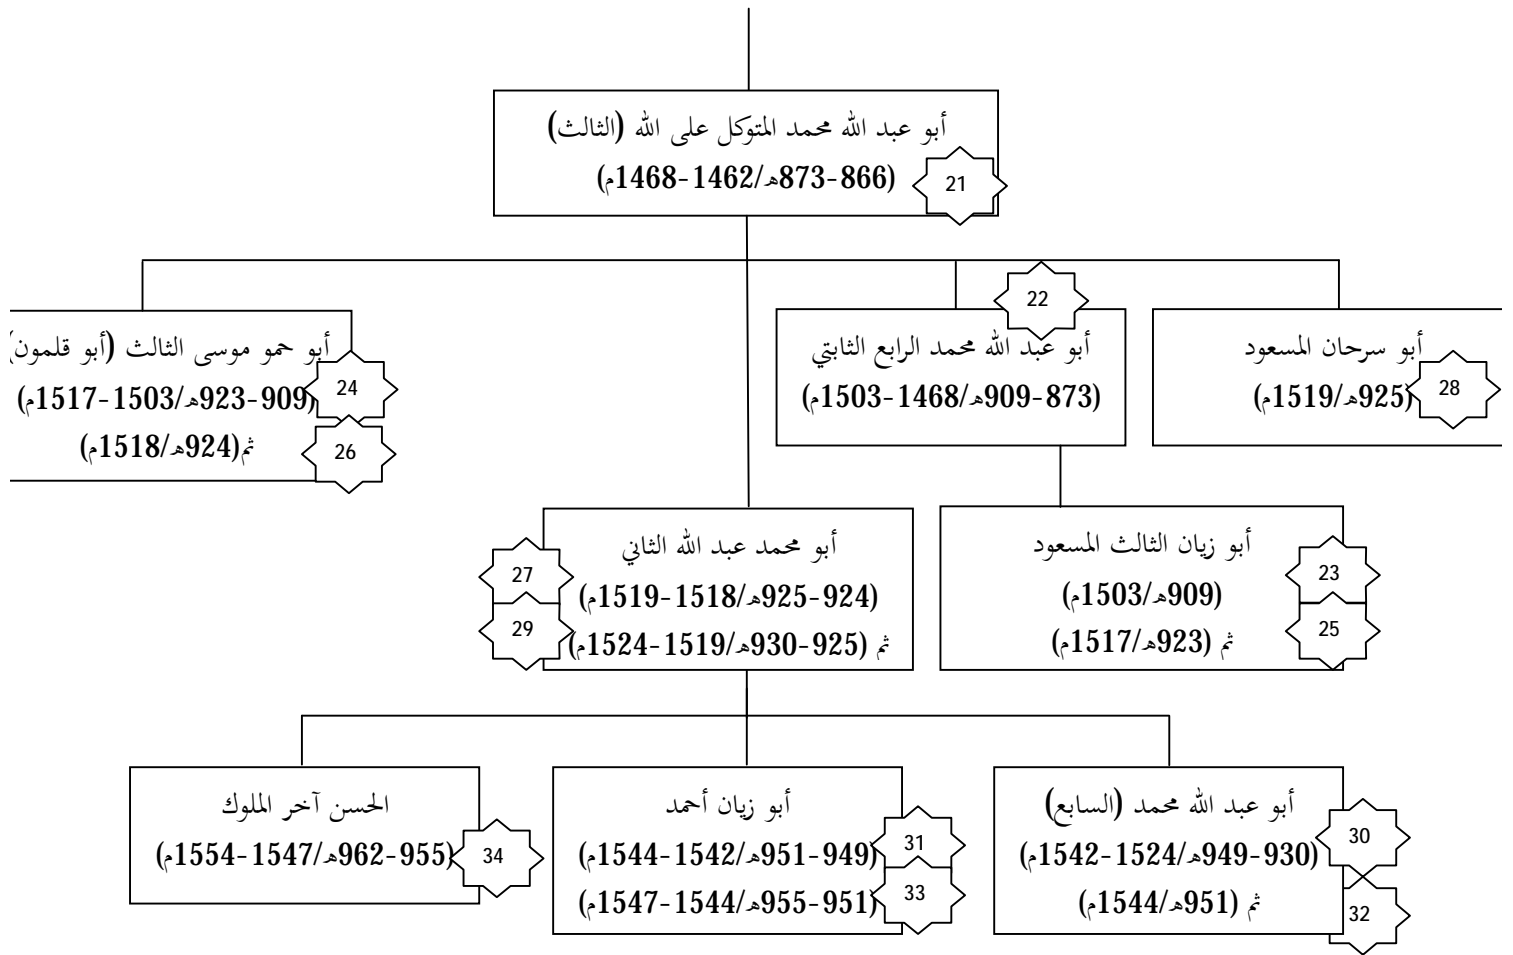 أبو عبد الله محمد المتوكل على الله (الثالث)
(866-873هـ/1462-1468م)
21
22
أبو سرحان المسعود
(925هـ/1519م)
28
أبو عبد الله محمد الرابع الثابتي
(873-909هـ/1468-1503م)
أبو حمو موسى الثالث (أبو قلمون)
(909-923هـ/1503-1517م)
ثم(924هـ/1518م)
24
26
أبو زيان الثالث المسعود
(909هـ/1503م)
ثم (923هـ/1517م)
23
25
أبو محمد عبد الله الثاني
(924-925هـ/1518-1519م)
ثم (925-930هـ/1519-1524م)
27
29
أبو عبد الله محمد (السابع)
(930-949هـ/1524-1542م)
ثم (951هـ/1544م)
30
32
أبو زيان أحمد
(949-951هـ/1542-1544م)
(951-955هـ/1544-1547م)
31
33
الحسن آخر الملوك
(955-962هـ/1547-1554م)
34